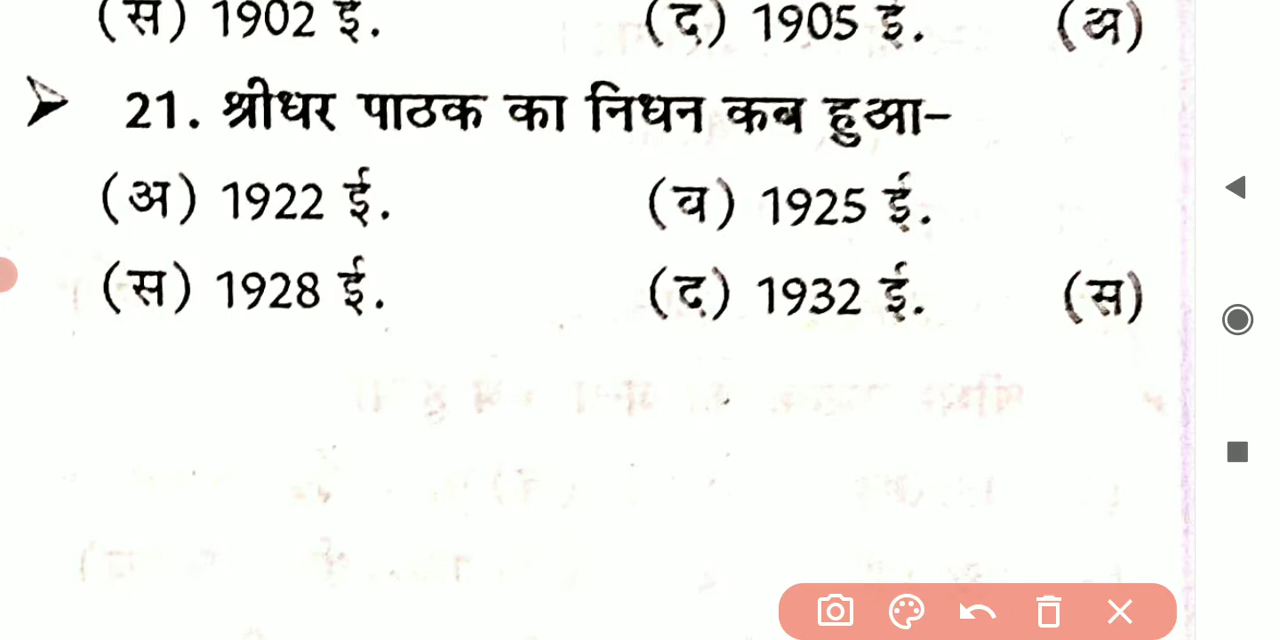 (स) 1902 ई. (द) 1905 ई. (अ)
21. श्रीधर पाठक का निधन कब हुआ-
(अ) 1922 ई. (ब) 1925 ई.
(स) 1928 ई. (द) 1932 ई. (स)